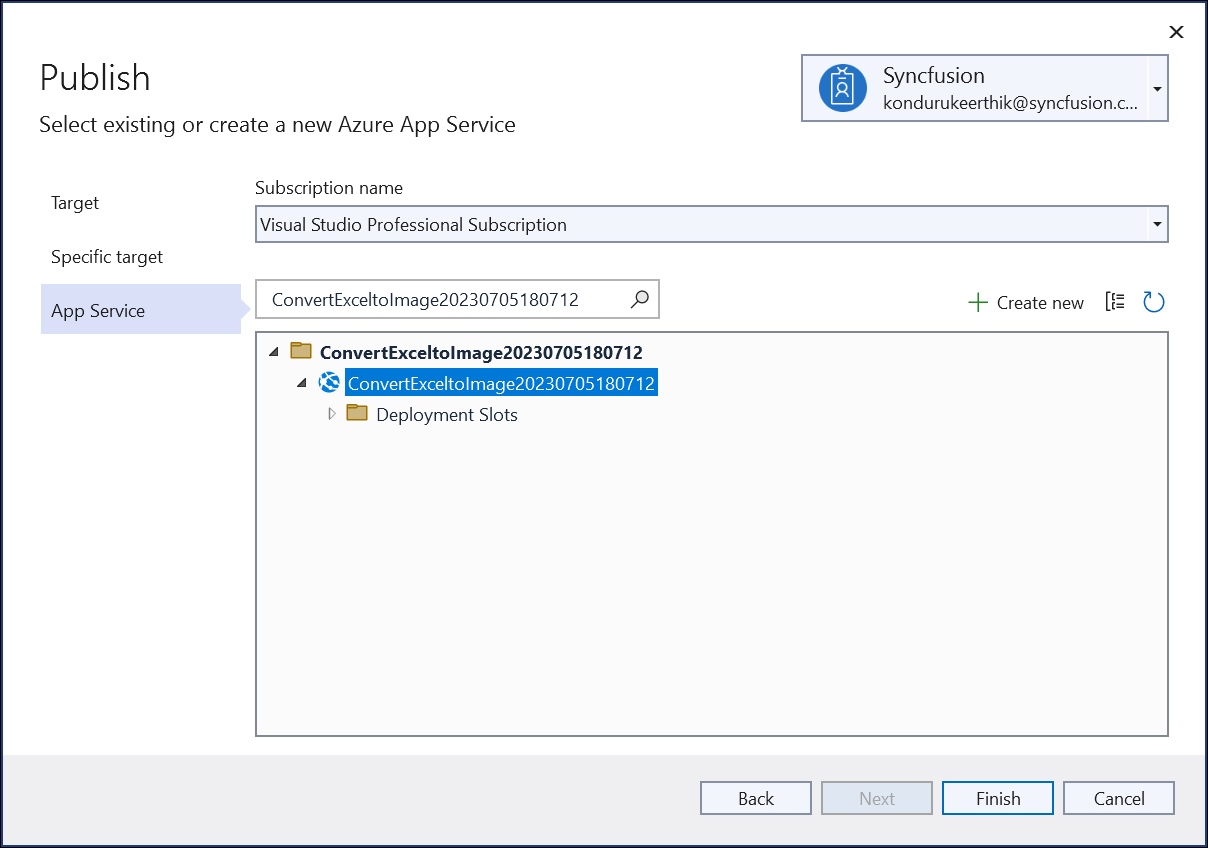 Publish
Select existing or create a new Azure App Service
Syncfusion
kondurukeerthik@syncfusion.c...
Target
Specific target
App Service
Subscription name
Visual Studio Professional Subscription
ConvertExceltoImage20230705180712
Create new
ConvertExceltoImage20230705180712
ConvertExceltoImage20230705180712
Deployment Slots
Back
Next
Finish
Cancel